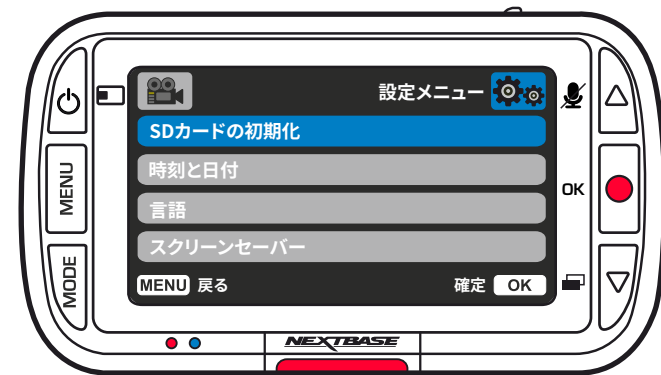 設定メニュー
SDカードの初期化
時刻と日付
言語
スクリーンセーバー
MENU 戻る
確定 OK
MENU
MODE
OK
NEXTBASE